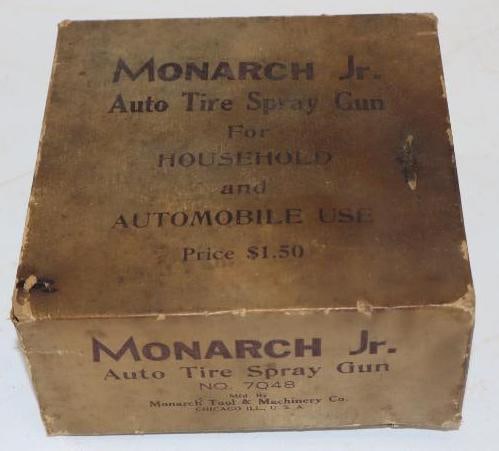 MONARCH Jr.
Auto Tire Spray Gun
For
HOUSEHOLD
and
AUTOMOBILE USE
Price $1.50
MONARCH Jr.
Auto Tire Spray Gun
NO. 7048
Mfd. By
Monarch Tool & Machinery Co.
CHICAGO ILL., U. S. A